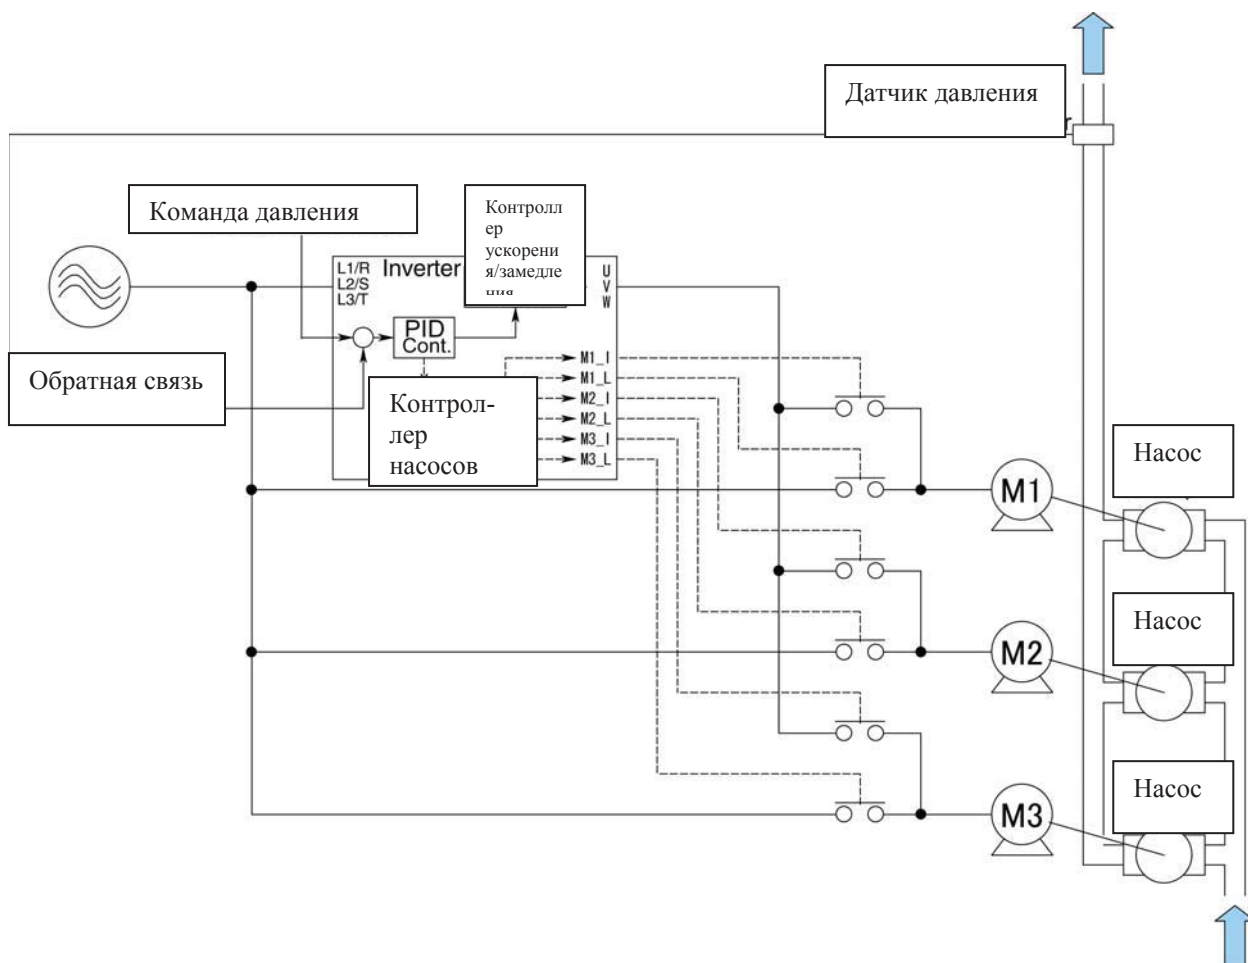 Датчик давления
r
Команда давления
Контролл
ер
ускорени
я/замедле
ния
L1/R
L2/S
L3/T
Inverter
U
V
W
PID
Cont.
Обратная связь
Контрол-
лер
насосов
M1_I
M1_L
M2_I
M2_L
M3_I
M3_L
Насос
M1
Насос
M2
Насос
M3